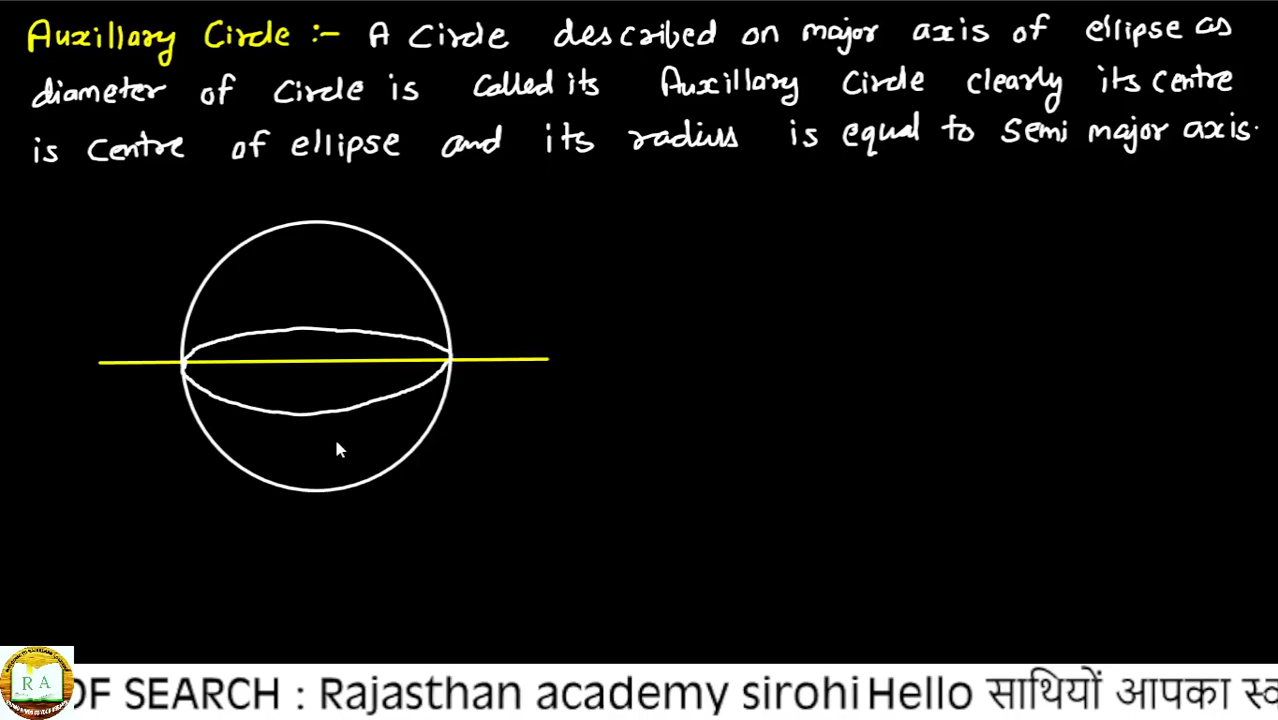 Auxillary Circle :- A Circle described on major axis of ellipse as
diameter of Circle is Called its Auxillary Circle clearly its centre
is centre of ellipse and its radius is equal to semi major axis.
R A
OF SEARCH : Rajasthan academy sirohi Hello साथियों आपका स्व